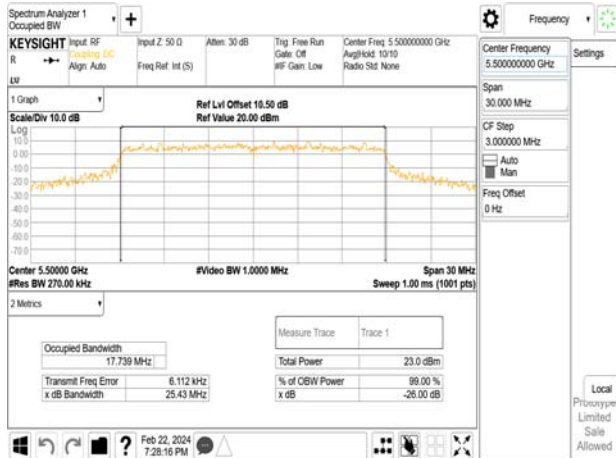 Spectrum Analyzer 1
Occupied BW
+
Frequency
KEYSIGHT
R
LVI
Input: RF
Coupling: DC
Align: Auto
Input Z: 50 Ω
Freq Ref: Int (S)
Atten: 30 dB
Trig: Free Run
Gate: Off
#IF Gain: Low
Center Freq: 5.500000000 GHz
Avg|Hold: 10/10
Radio Std: None
Center Frequency
5.500000000 GHz
Settings
Span
30.000 MHz
CF Step
3.000000 MHz
Auto
Man
Freq Offset
0 Hz
1 Graph
Scale/Div 10.0 dB
Ref Lvl Offset 10.50 dB
Ref Value 20.00 dBm
Log
10.0
0.00
-10.0
-20.0
-30.0
-40.0
-50.0
-60.0
-70.0
Center 5.50000 GHz
#Res BW 270.00 kHz
#Video BW 1.0000 MHz
Span 30 MHz
Sweep 1.00 ms (1001 pts)
2 Metrics
Measure Trace
Trace 1
Occupied Bandwidth
17.739 MHz
Total Power
23.0 dBm
Transmit Freq Error
6.112 kHz
% of OBW Power
99.00 %
x dB Bandwidth
25.43 MHz
x dB
-26.00 dB
Local
Prototype
Limited
Sale
Allowed
?
Feb 22, 2024
7:28:16 PM